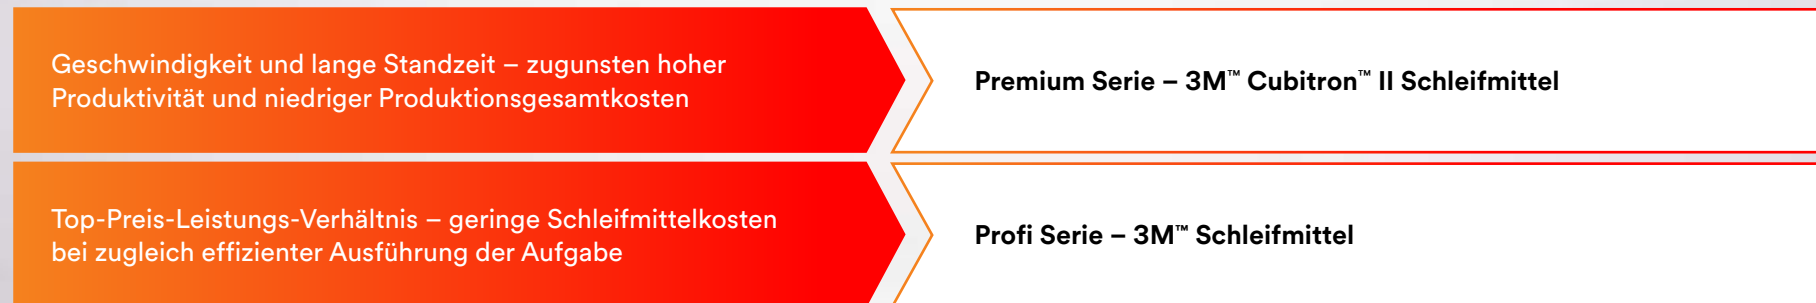 Geschwindigkeit und lange Standzeit – zugunsten hoher
Produktivität und niedriger Produktionsgesamtkosten
Premium Serie – 3M™ Cubitron™ II Schleifmittel
Top-Preis-Leistungs-Verhältnis – geringe Schleifmittelkosten
bei zugleich effizienter Ausführung der Aufgabe
Profi Serie – 3M™ Schleifmittel